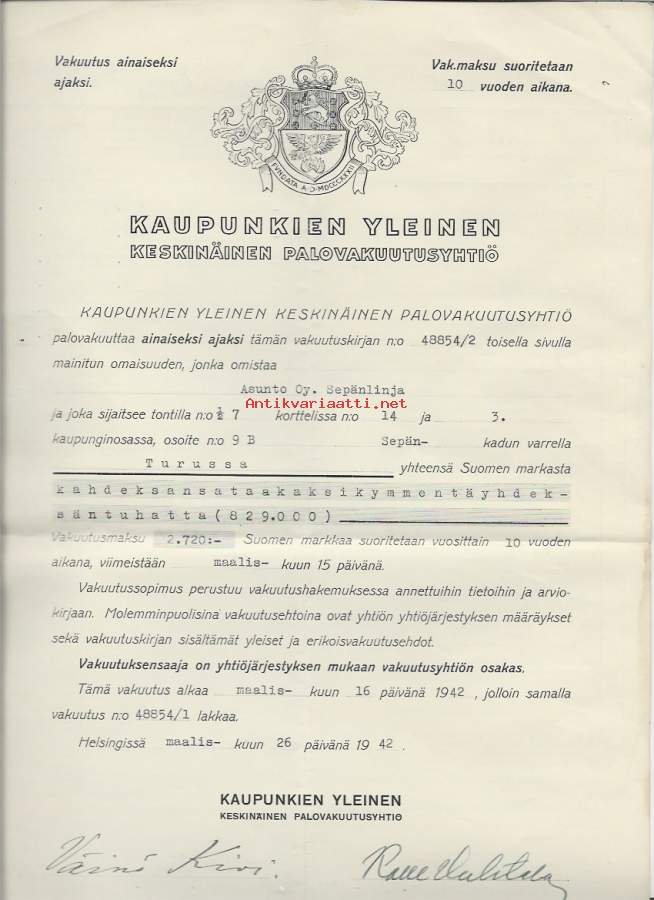 Vakuutus ainaiseksi
ajaksi.
Vak.maksu suoritetaan
10 vuoden aikana.
FVNDATA A.D.MDCCCXXXII
KAUPUNKIEN YLEINEN
KESKINÄINEN PALOVAKUUTUSYHTIÖ
KAUPUNKIEN YLEINEN KESKINÄINEN PALOVAKUUTUSYHTIÖ
palovakuuttaa ainaiseksi ajaksi tämän vakuutuskirjan n:o 48854/2 toisella sivulla
mainitun omaisuuden, jonka omistaa
Asunto Oy. Sepänlinja
Antikvariaatti.net
ja joka sijaitsee tontilla n:o ½ 7 korttelissa n:o 14 ja 3.
kaupunginosassa, osoite n:o 9 B Sepän- kadun varrella
Turussa yhteensä Suomen markasta
kahdeksansataakaksikymmentäyhdek-
säntuhatta (829.000)
Vakuutusmaksu 2.720:- Suomen markkaa suoritetaan vuosittain 10 vuoden
aikana, viimeistään maalis- kuun 15 päivänä.
Vakuutussopimus perustuu vakuutushakemuksessa annettuihin tietoihin ja arvio-
kirjaan. Molemminpuolisina vakuutusehtoina ovat yhtiön yhtiöjärjestyksen määräykset
sekä vakuutuskirjan sisältämät yleiset ja erikoisvakuutusehdot.
Vakuutuksensaaja on yhtiöjärjestyksen mukaan vakuutusyhtiön osakas.
Tämä vakuutus alkaa maalis- kuun 16 päivänä 1942 , jolloin samalla
vakuutus n:o 48854/1 lakkaa.
Helsingissä maalis- kuun 26 päivänä 19 42 .
KAUPUNKIEN YLEINEN
KESKINÄINEN PALOVAKUUTUSYHTIÖ
Väinö Kivi.